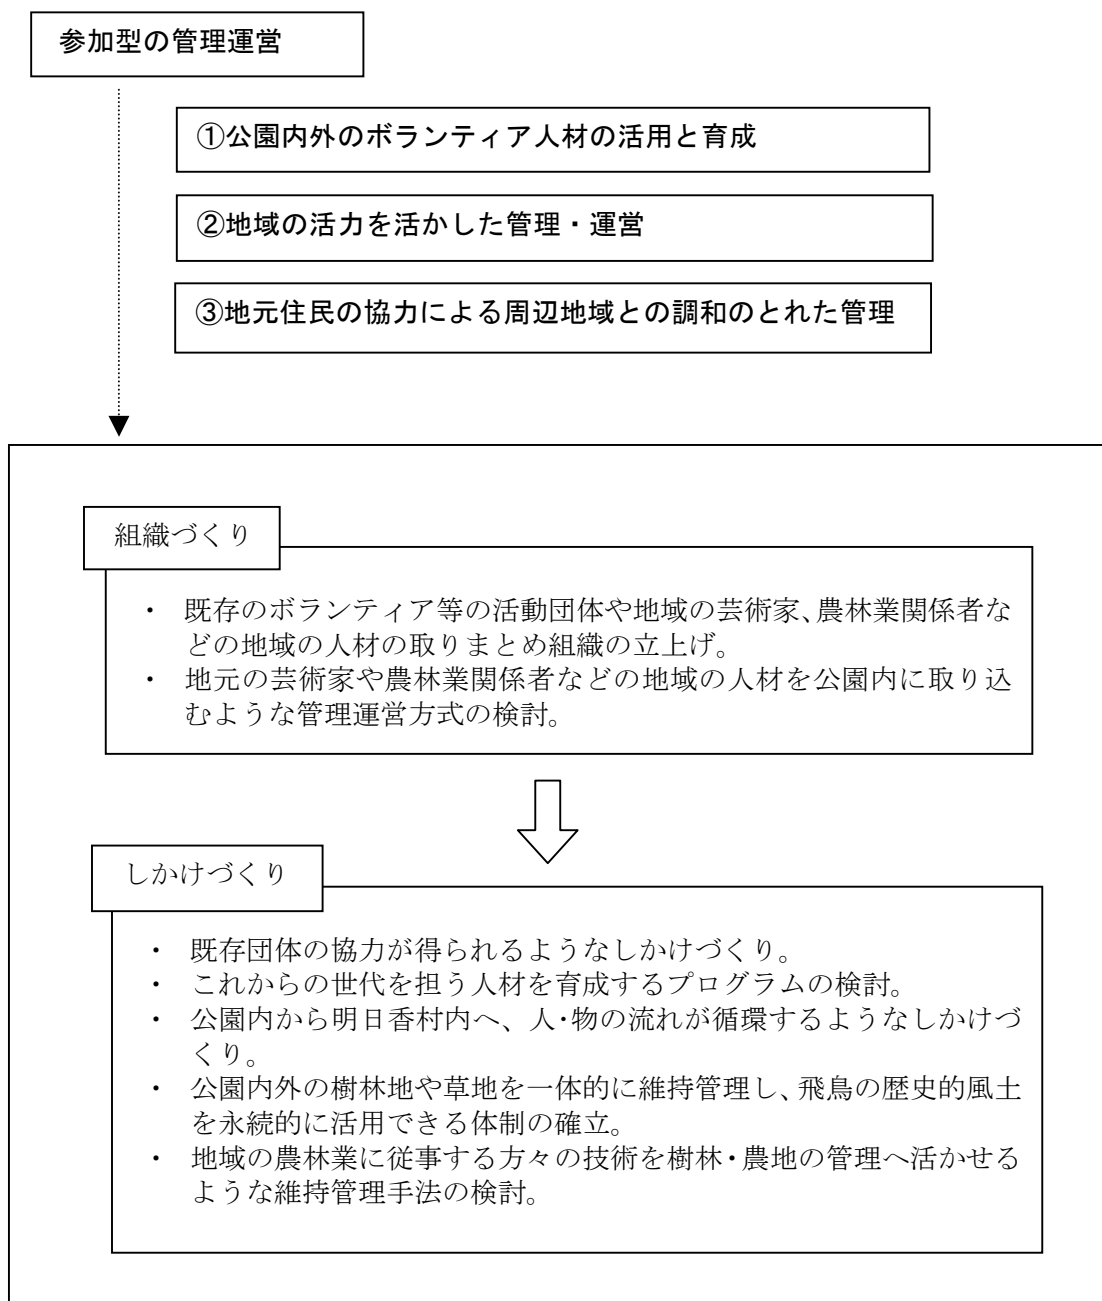 参加型の管理運営
①公園内外のボランティア人材の活用と育成
②地域の活力を活かした管理・運営
③地元住民の協力による周辺地域との調和のとれた管理
組織づくり
・ 既存のボランティア等の活動団体や地域の芸術家、農林業関係者な
どの地域の人材の取りまとめ組織の立上げ。
・ 地元の芸術家や農林業関係者などの地域の人材を公園内に取り込
むような管理運営方式の検討。
しかけづくり
・ 既存団体の協力が得られるようなしかけづくり。
・ これからの世代を担う人材を育成するプログラムの検討。
・ 公園内から明日香村内へ、人・物の流れが循環するようなしかけづ
くり。
・ 公園内外の樹林地や草地を一体的に維持管理し、飛鳥の歴史的風土
を永続的に活用できる体制の確立。
・ 地域の農林業に従事する方々の技術を樹林・農地の管理へ活かせる
ような維持管理手法の検討。